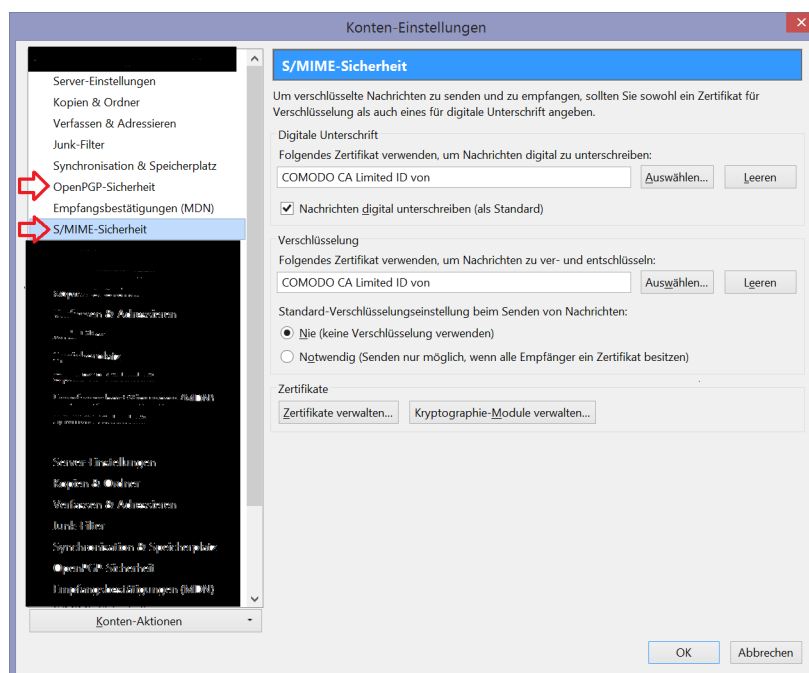 Konten-Einstellungen
Server-Einstellungen
Kopien & Ordner
Verfassen & Adressieren
Junk-Filter
Synchronisation & Speicherplatz
OpenPGP-Sicherheit
Empfangsbestätigungen (MDN)
S/MIME-Sicherheit
& Adressieren
Server-Einstellungen
Kopien & Ordner
Verfassen & Adressieren
Junk-Filter
Synchronisation & Speicherplatz
OpenPGP-Sicherheit
Empfangsbestätigungen (MDN)
Konten-Aktionen
S/MIME-Sicherheit
Um verschlüsselte Nachrichten zu senden und zu empfangen, sollten Sie sowohl ein Zertifikat für
Verschlüsselung als auch eines für digitale Unterschrift angeben.
Digitale Unterschrift
Folgendes Zertifikat verwenden, um Nachrichten digital zu unterschreiben:
COMODO CA Limited ID von
Auswählen...
Leeren
Nachrichten digital unterschreiben (als Standard)
Verschlüsselung
Folgendes Zertifikat verwenden, um Nachrichten zu ver- und entschlüsseln:
COMODO CA Limited ID von
Auswählen...
Leeren
Standard-Verschlüsselungseinstellung beim Senden von Nachrichten:
Nie (keine Verschlüsselung verwenden)
Notwendig (Senden nur möglich, wenn alle Empfänger ein Zertifikat besitzen)
Zertifikate
Zertifikate verwalten...
Kryptographie-Module verwalten...
OK
Abbrechen